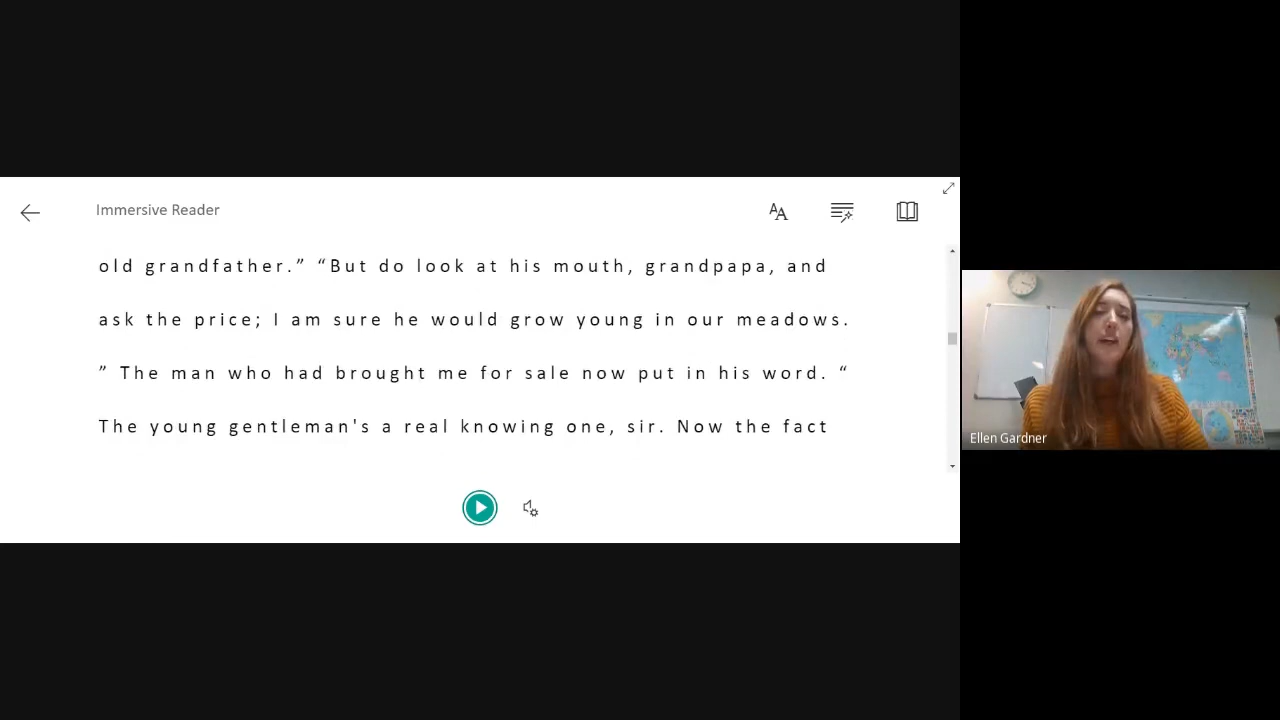 Immersive Reader
old grandfather.” “But do look at his mouth, grandpapa, and
ask the price; I am sure he would grow young in our meadows.
” The man who had brought me for sale now put in his word. “
The young gentleman's a real knowing one, sir. Now the fact
Ellen Gardner